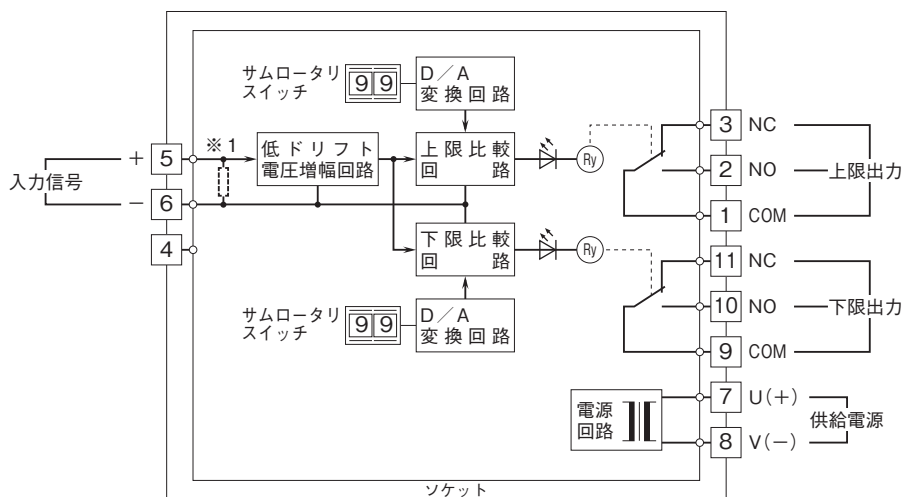 サムロータリ
スイッチ
9 9
D／A
変換回路
※1
低ドリフト
電圧増幅回路
上限比較
回路
Ry
3 NC
2 NO
1 COM
上限出力
入力信号
＋ 5
－ 6
4
下限比較
回路
Ry
11 NC
10 NO
9 COM
下限出力
サムロータリ
スイッチ
9 9
D／A
変換回路
電源
回路
7 U(＋)
8 V(－)
供給電源
ソケット